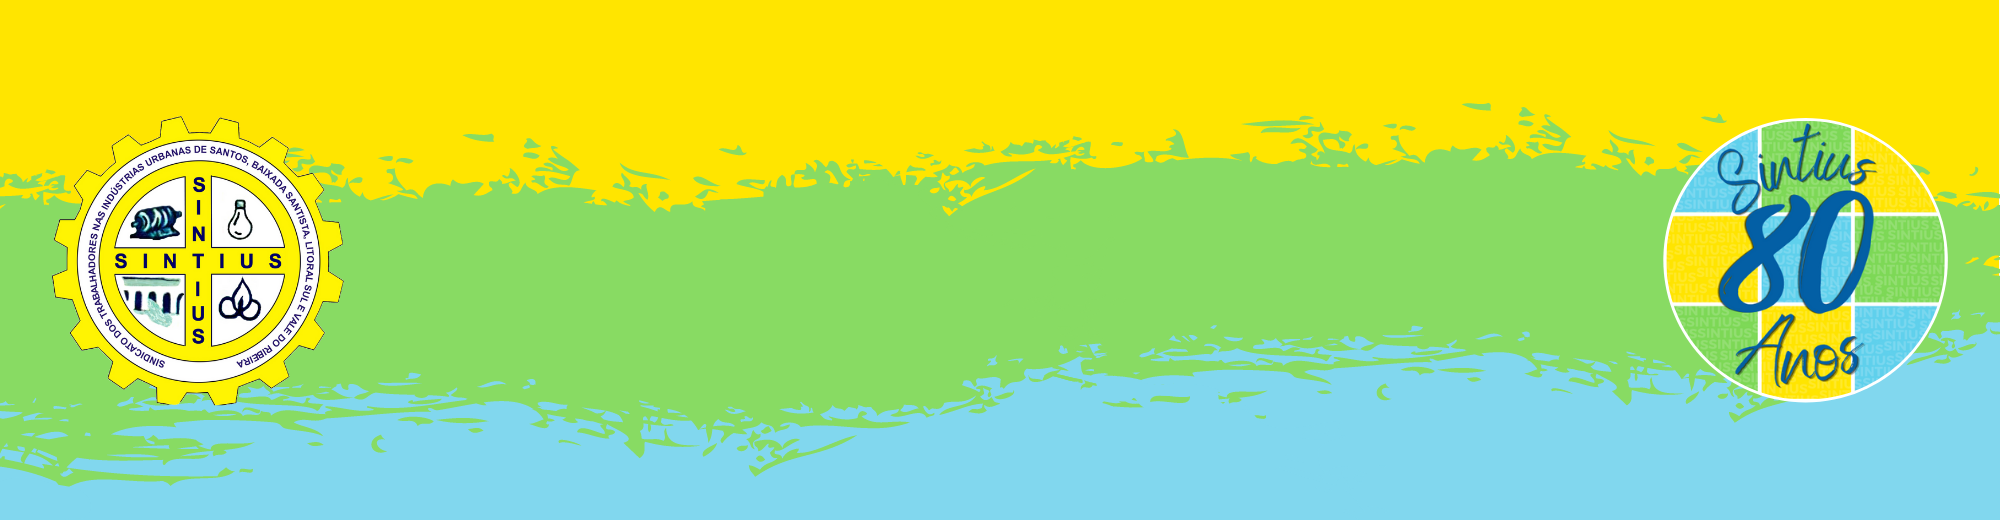 SINDICATO DOS TRABALHADORES NAS INDÚSTRIAS URBANAS DE SANTOS, BAIXADA SANTISTA, LITORAL SUL E VALE DO RIBEIRA
SINTIUS
SINTIUS
Sintius
80
Anos